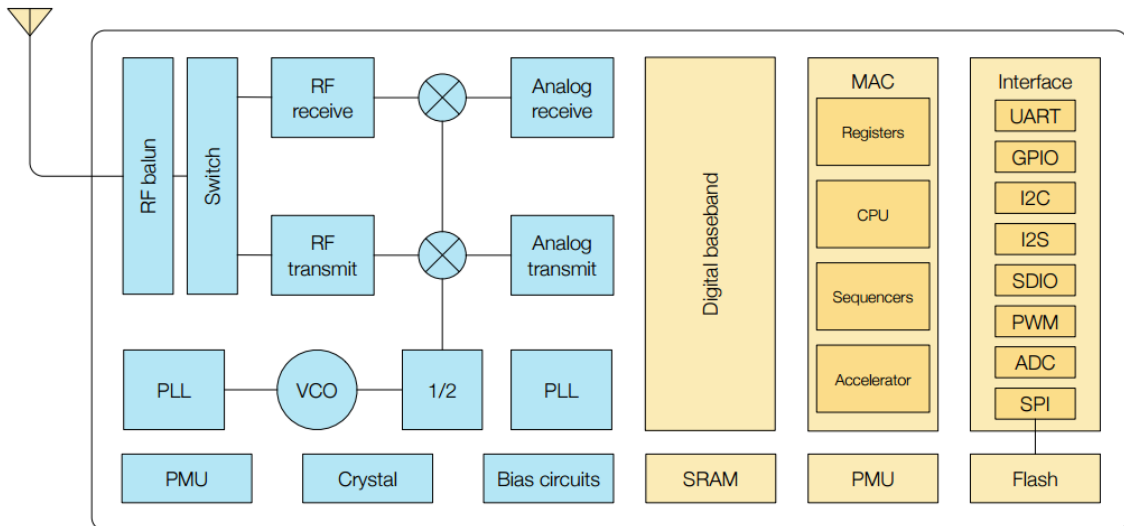 RF balun
Switch
RF
receive
Analog
receive
RF
transmit
Analog
transmit
PLL
VCO
1/2
PLL
PMU
Crystal
Bias circuits
Digital baseband
SRAM
MAC
Registers
CPU
Sequencers
Accelerator
PMU
Interface
UART
GPIO
I2C
I2S
SDIO
PWM
ADC
SPI
Flash